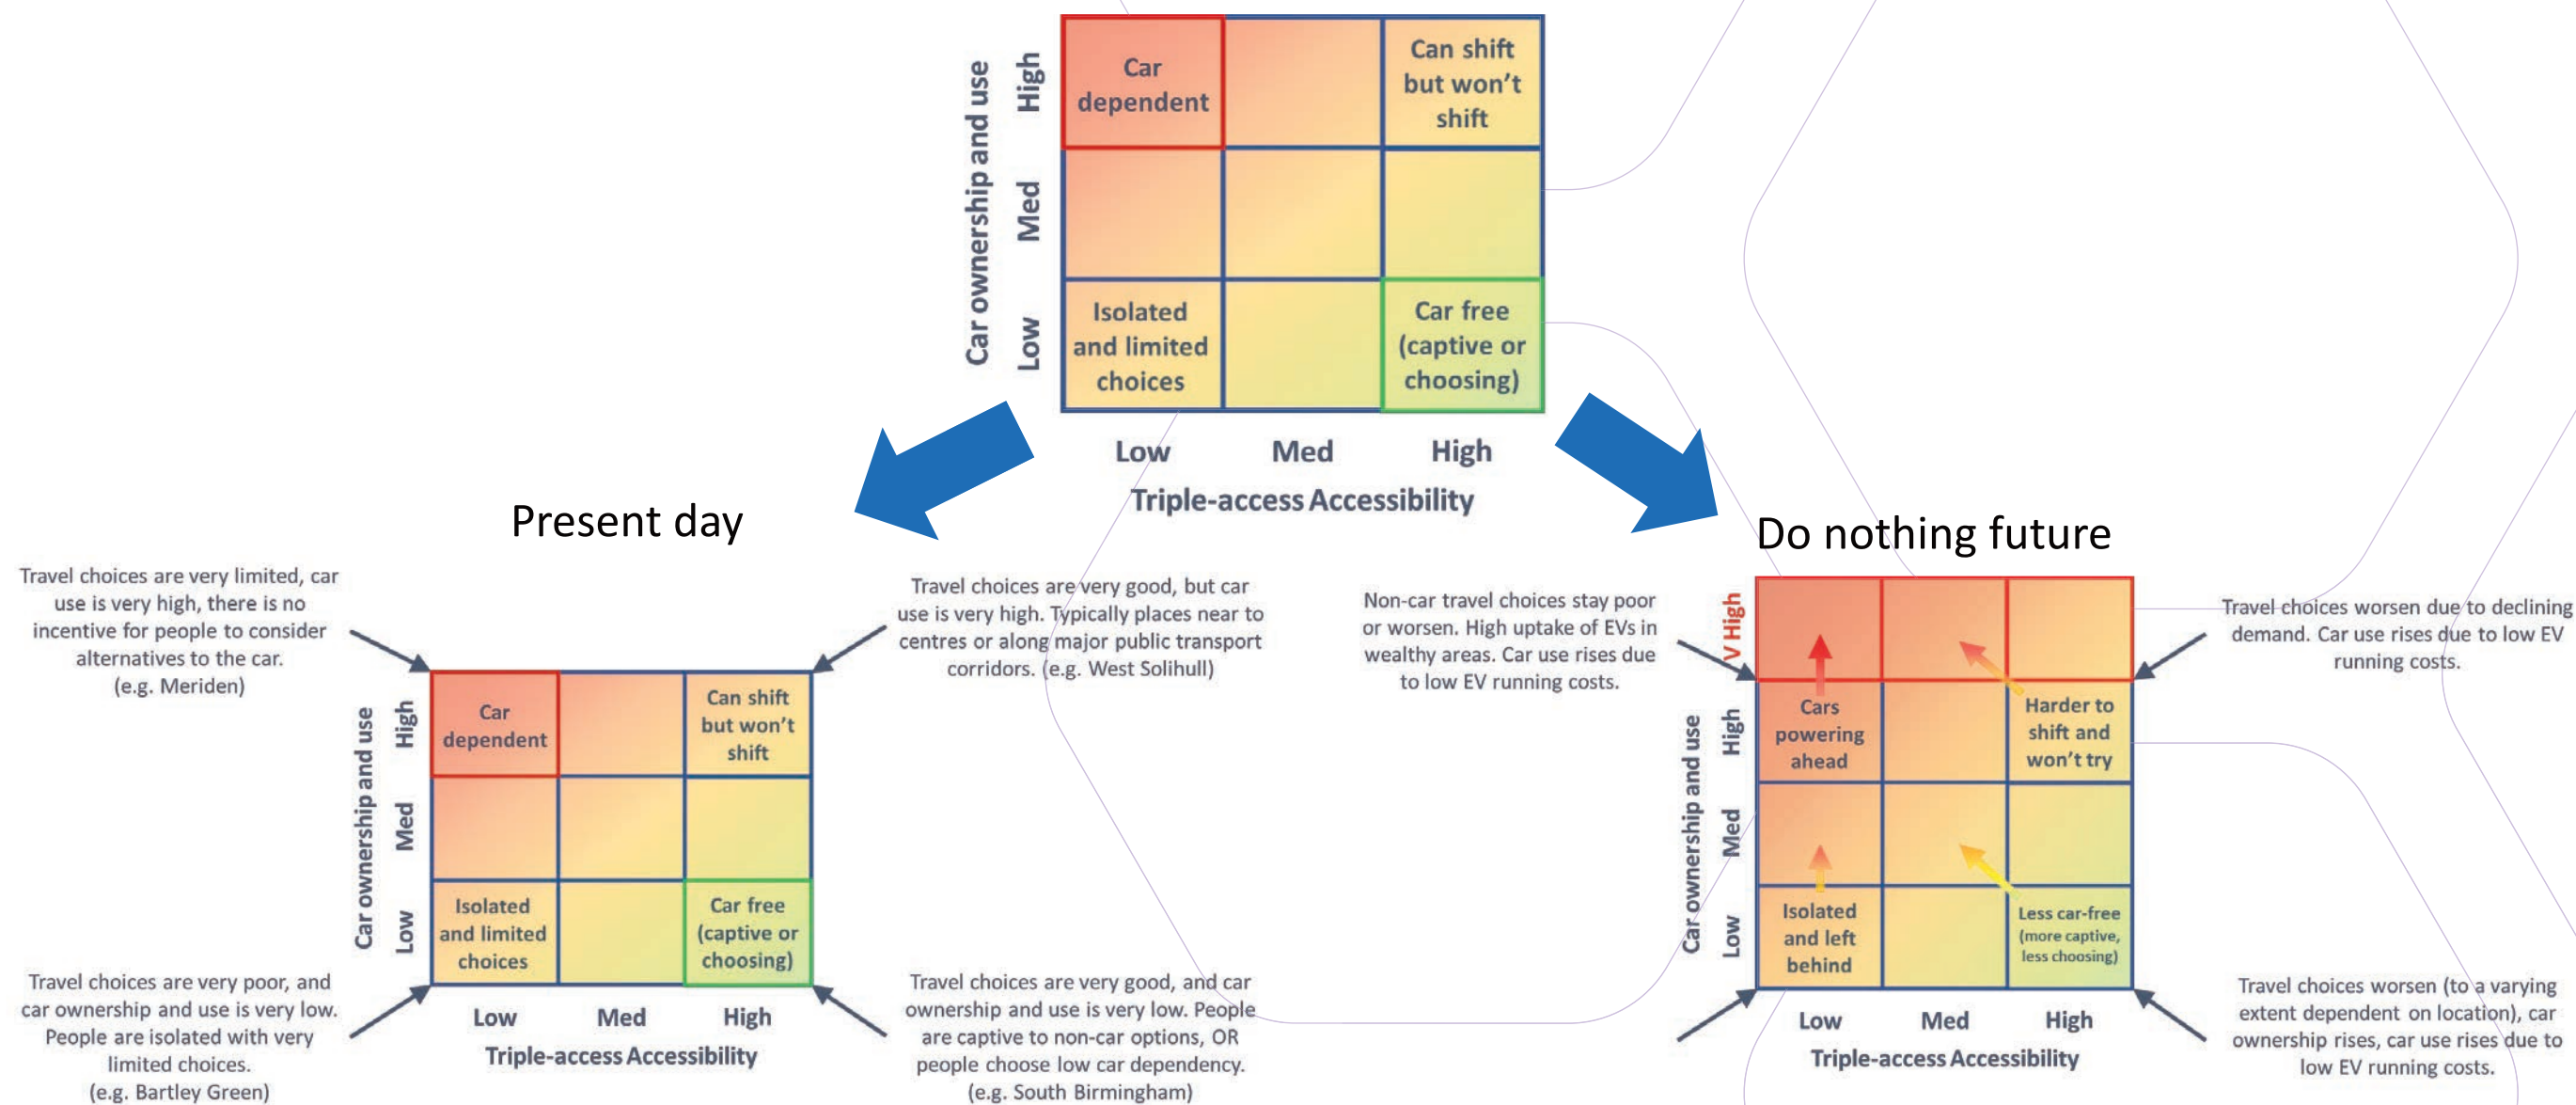 Car ownership and use
High
Med
Low
Car
dependent
Can shift
but won't
shift
Isolated
and limited
choices
Car free
(captive or
choosing)
Low
Med
High
Triple-access Accessibility
Present day
Travel choices are very limited, car
use is very high, there is no
incentive for people to consider
alternatives to the car.
(e.g. Meriden)
Travel choices are very good, but car
use is very high. Typically places near to
centres or along major public transport
corridors. (e.g. West Solihull)
Car ownership and use
High
Med
Low
Car
dependent
Can shift
but won't
shift
Isolated
and limited
choices
Car free
(captive or
choosing)
Low
Med
High
Triple-access Accessibility
Travel choices are very poor, and
car ownership and use is very low.
People are isolated with very
limited choices.
(e.g. Bartley Green)
Travel choices are very good, and car
ownership and use is very low. People
are captive to non-car options, OR
people choose low car dependency.
(e.g. South Birmingham)
Do nothing future
Non-car travel choices stay poor
or worsen. High uptake of EVs in
wealthy areas. Car use rises due
to low EV running costs.
Travel choices worsen due to declining
demand. Car use rises due to low EV
running costs.
Car ownership and use
V High
High
Med
Low
Cars
powering
ahead
Harder to
shift and
won't try
Isolated
and left
behind
Less car-free
(more captive,
less choosing)
Low
Med
High
Triple-access Accessibility
Travel choices worsen (to a varying
extent dependent on location), car
ownership rises, car use rises due to
low EV running costs.